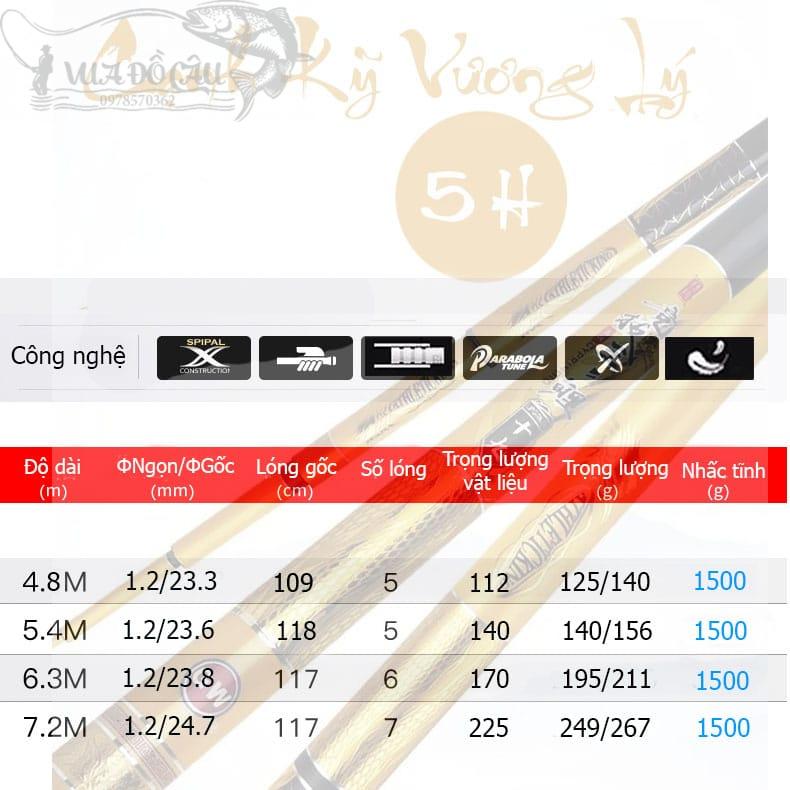 VUA ĐỒ CÂU
0978570362
Kỹ Vương Lý
5H
Công nghệ
SPIPAL
X
CONSTRUCTION
PARABOLA
TUNE
Độ dài (m) ΦNgọn/ΦGốc (mm) Lóng gốc (cm) Số lóng Trọng lượng vật liệu Trọng lượng (g) Nhấc tĩnh (g)
4.8M 1.2/23.3 109 5 112 125/140 1500
5.4M 1.2/23.6 118 5 140 140/156 1500
6.3M 1.2/23.8 117 6 170 195/211 1500
7.2M 1.2/24.7 117 7 225 249/267 1500